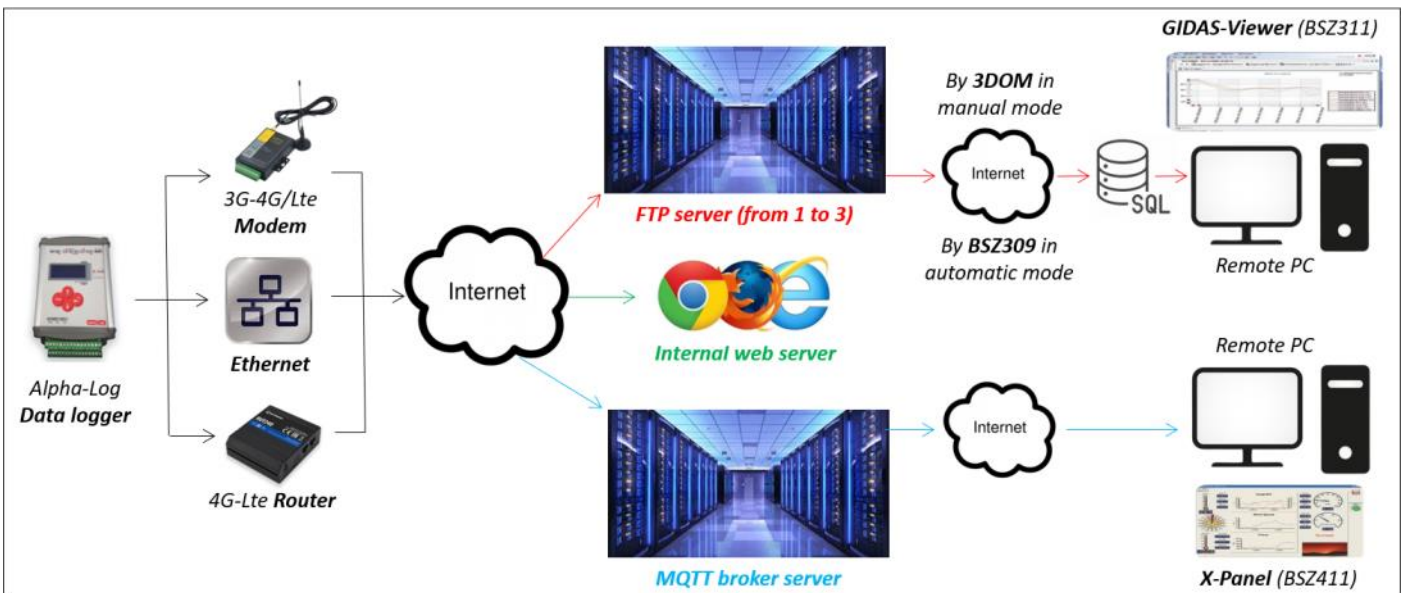 GIDAS-Viewer (BSZ311)
By 3DOM in
manual mode
3G-4G/Lte
Modem
Internet
SQL
FTP server (from 1 to 3)
By BSZ309 in
automatic mode
Remote PC
Internet
Ethernet
Internal web server
Alpha-Log
Data logger
Remote PC
Internet
4G-Lte Router
MQTT broker server
X-Panel (BSZ411)